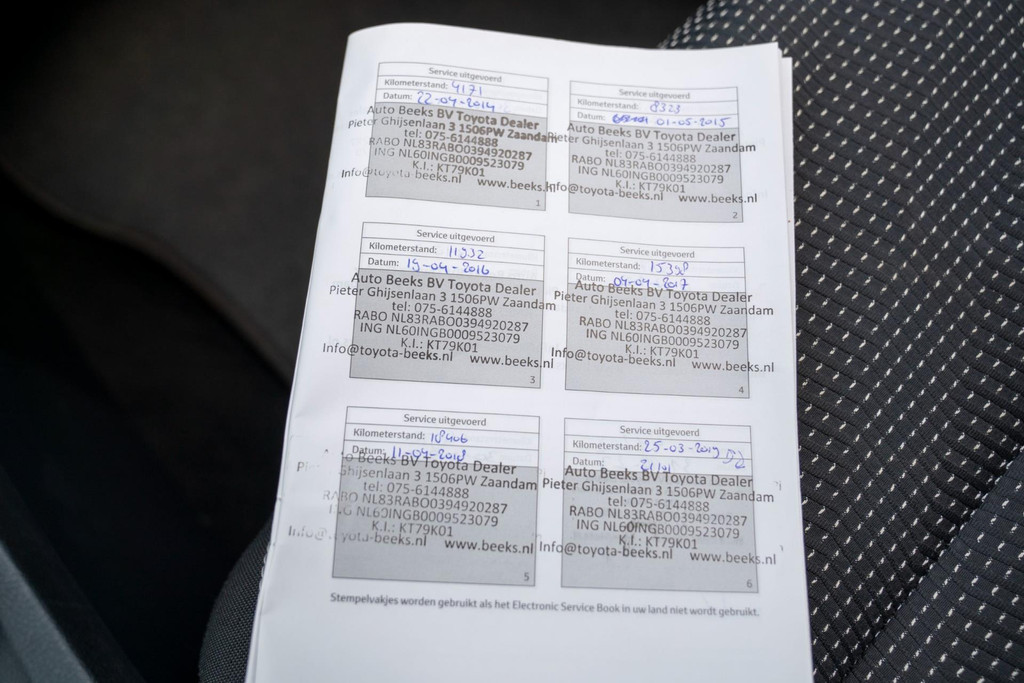 Service uitgevoerd
Kilometerstand: 4171
Datum: 22-04-2014
Auto Beeks BV Toyota Dealer
Pieter Ghijsenlaan 3 1506PW Zaandam
tel: 075-6144888
RABO NL83RABO0394920287
ING NL60INGB0009523079
K.I.: KT79K01
Info@toyota-beeks.nl www.beeks.nl
1
Service uitgevoerd
Kilometerstand: 8323
Datum: 01-05-2015
Auto Beeks BV Toyota Dealer
Pieter Ghijsenlaan 3 1506PW Zaandam
tel: 075-6144888
RABO NL83RABO0394920287
ING NL60INGB0009523079
K.I.: KT79K01
Info@toyota-beeks.nl www.beeks.nl
2
Service uitgevoerd
Kilometerstand: 11932
Datum: 19-04-2016
Auto Beeks BV Toyota Dealer
Pieter Ghijsenlaan 3 1506PW Zaandam
tel: 075-6144888
RABO NL83RABO0394920287
ING NL60INGB0009523079
K.I.: KT79K01
Info@toyota-beeks.nl www.beeks.nl
3
Service uitgevoerd
Kilometerstand:
Datum: 04-04-2017
Auto Beeks BV Toyota Dealer
Pieter Ghijsenlaan 3 1506PW Zaandam
tel: 075-6144888
RABO NL83RABO0394920287
ING NL60INGB0009523079
K.I.: KT79K01
Info@toyota-beeks.nl www.beeks.nl
4
Service uitgevoerd
Kilometerstand: 18406
Datum: 11-04-2018
Beeks BV Toyota Dealer
Ghijsenlaan 3 1506PW Zaandam
tel: 075-6144888
RABO NL83RABO0394920287
NL60INGB0009523079
K.I.: KT79K01
www.beeks.nl
5
Service uitgevoerd
Kilometerstand: 25-03-2019
Datum:
Auto Beeks BV Toyota Dealer
Pieter Ghijsenlaan 3 1506PW Zaandam
tel: 075-6144888
RABO NL83RABO0394920287
ING NL60INGB0009523079
K.I.: KT79K01
Info@toyota-beeks.nl www.beeks.nl
6
Stempelvakjes worden gebruikt als het Electronic Service Book in uw land niet wordt gebruikt.